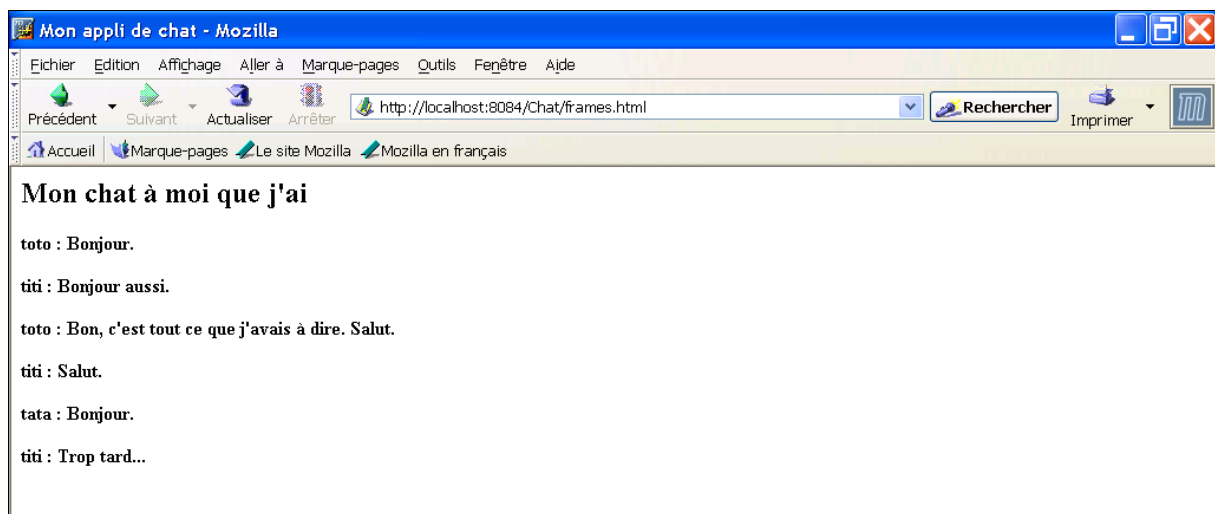 Mon appli de chat - Mozilla
Fichier Edition Affichage Aller à Marque-pages Outils Fenêtre Aide
Précédent Suivant Actualiser Arrêter http://localhost:8084/Chat/frames.html Rechercher Imprimer
Accueil Marque-pages Le site Mozilla Mozilla en français
Mon chat à moi que j'ai
toto : Bonjour.
titi : Bonjour aussi.
toto : Bon, c'est tout ce que j'avais à dire. Salut.
titi : Salut.
tata : Bonjour.
titi : Trop tard...